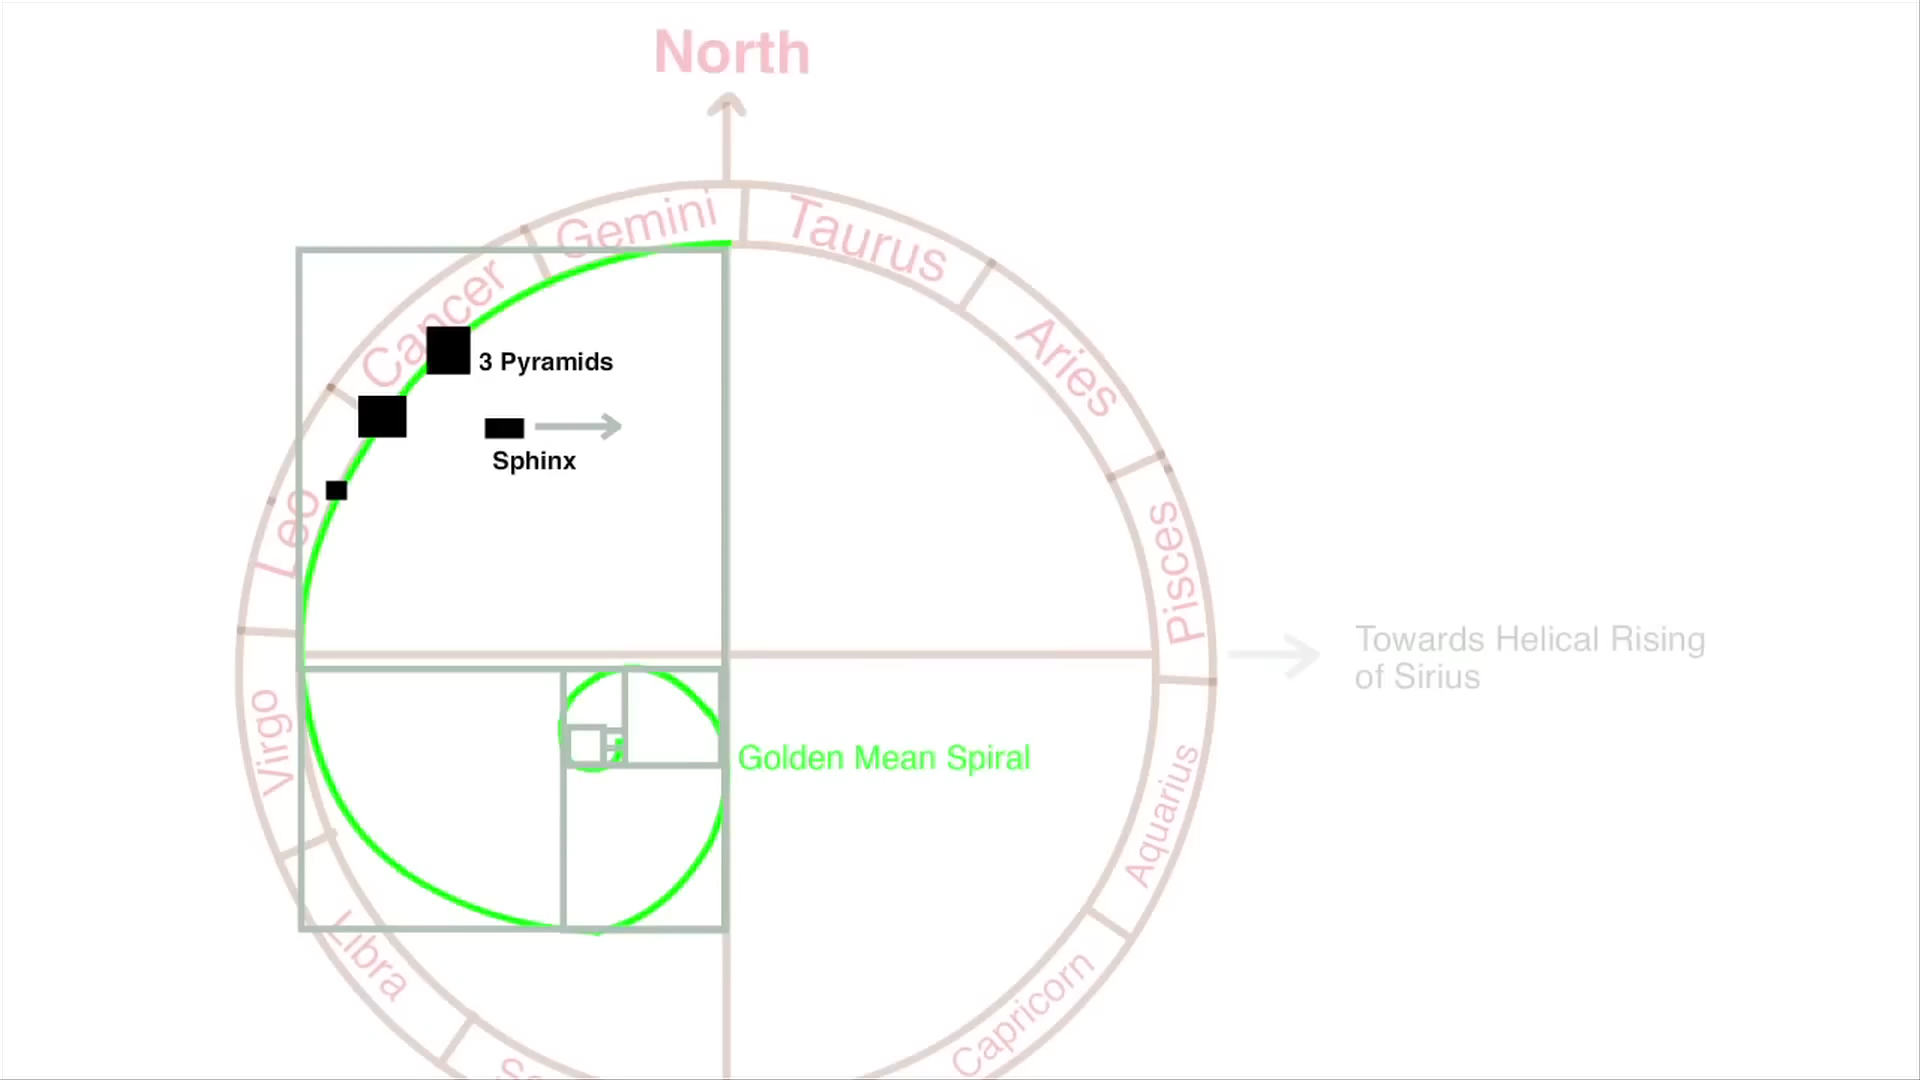 North
Gemini
Taurus
Cancer
Aries
3 Pyramids
Sphinx
Leo
Pisces
Towards Helical Rising
of Sirius
Virgo
Golden Mean Spiral
Aquarius
Libra
Capricorn